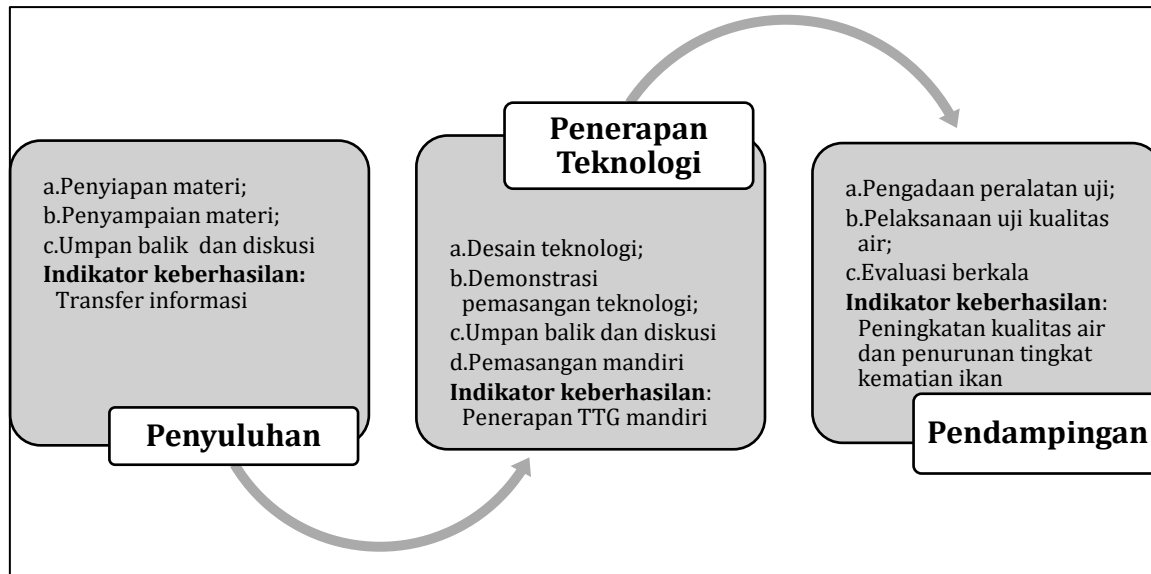 a.Penyiapan materi;
b.Penyampaian materi;
c.Umpan balik dan diskusi
Indikator keberhasilan:
Transfer informasi
Penyuluhan
Penerapan
Teknologi
a.Desain teknologi;
b.Demonstrasi
pemasangan teknologi;
c.Umpan balik dan diskusi
d.Pemasangan mandiri
Indikator keberhasilan:
Penerapan TTG mandiri
a.Pengadaan peralatan uji;
b.Pelaksanaan uji kualitas
air;
c.Evaluasi berkala
Indikator keberhasilan:
Peningkatan kualitas air
dan penurunan tingkat
kematian ikan
Pendampingan